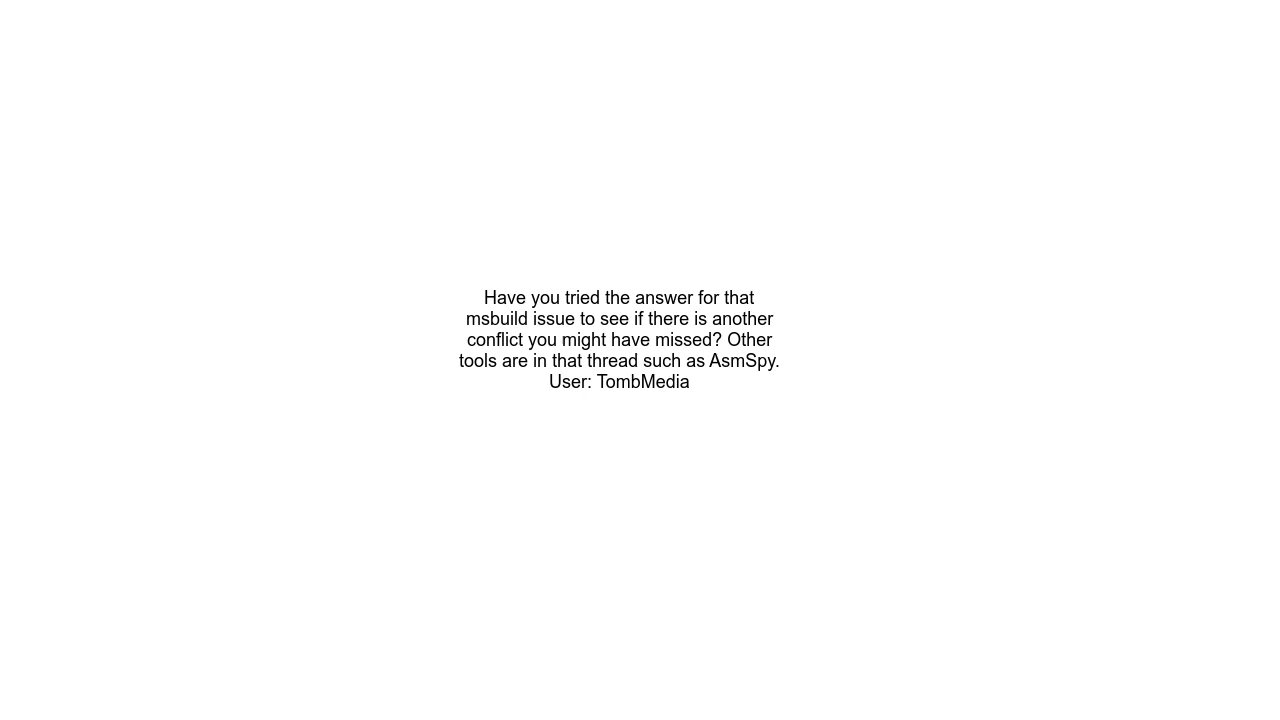 Have you tried the answer for that
msbuild issue to see if there is another
conflict you might have missed? Other
tools are in that thread such as AsmSpy.
User: TombMedia